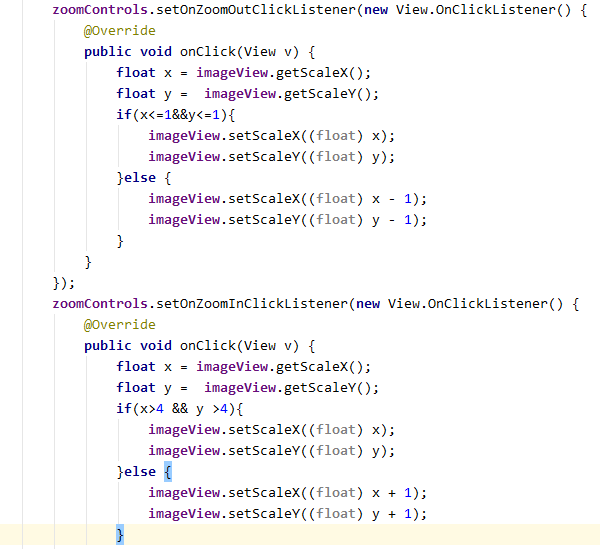 zoomControls.setOnZoomOutClickListener(new View.OnClickListener() {
@Override
public void onClick(View v) {
float x = imageView.getScaleX();
float y =  imageView.getScaleY();
if(x<=1&&y<=1){
imageView.setScaleX((float) x);
imageView.setScaleY((float) y);
}else {
imageView.setScaleX((float) x - 1);
imageView.setScaleY((float) y - 1);
}
}
});
zoomControls.setOnZoomInClickListener(new View.OnClickListener() {
@Override
public void onClick(View v) {
float x = imageView.getScaleX();
float y =  imageView.getScaleY();
if(x>4 && y >4){
imageView.setScaleX((float) x);
imageView.setScaleY((float) y);
}else {
imageView.setScaleX((float) x + 1);
imageView.setScaleY((float) y + 1);
}